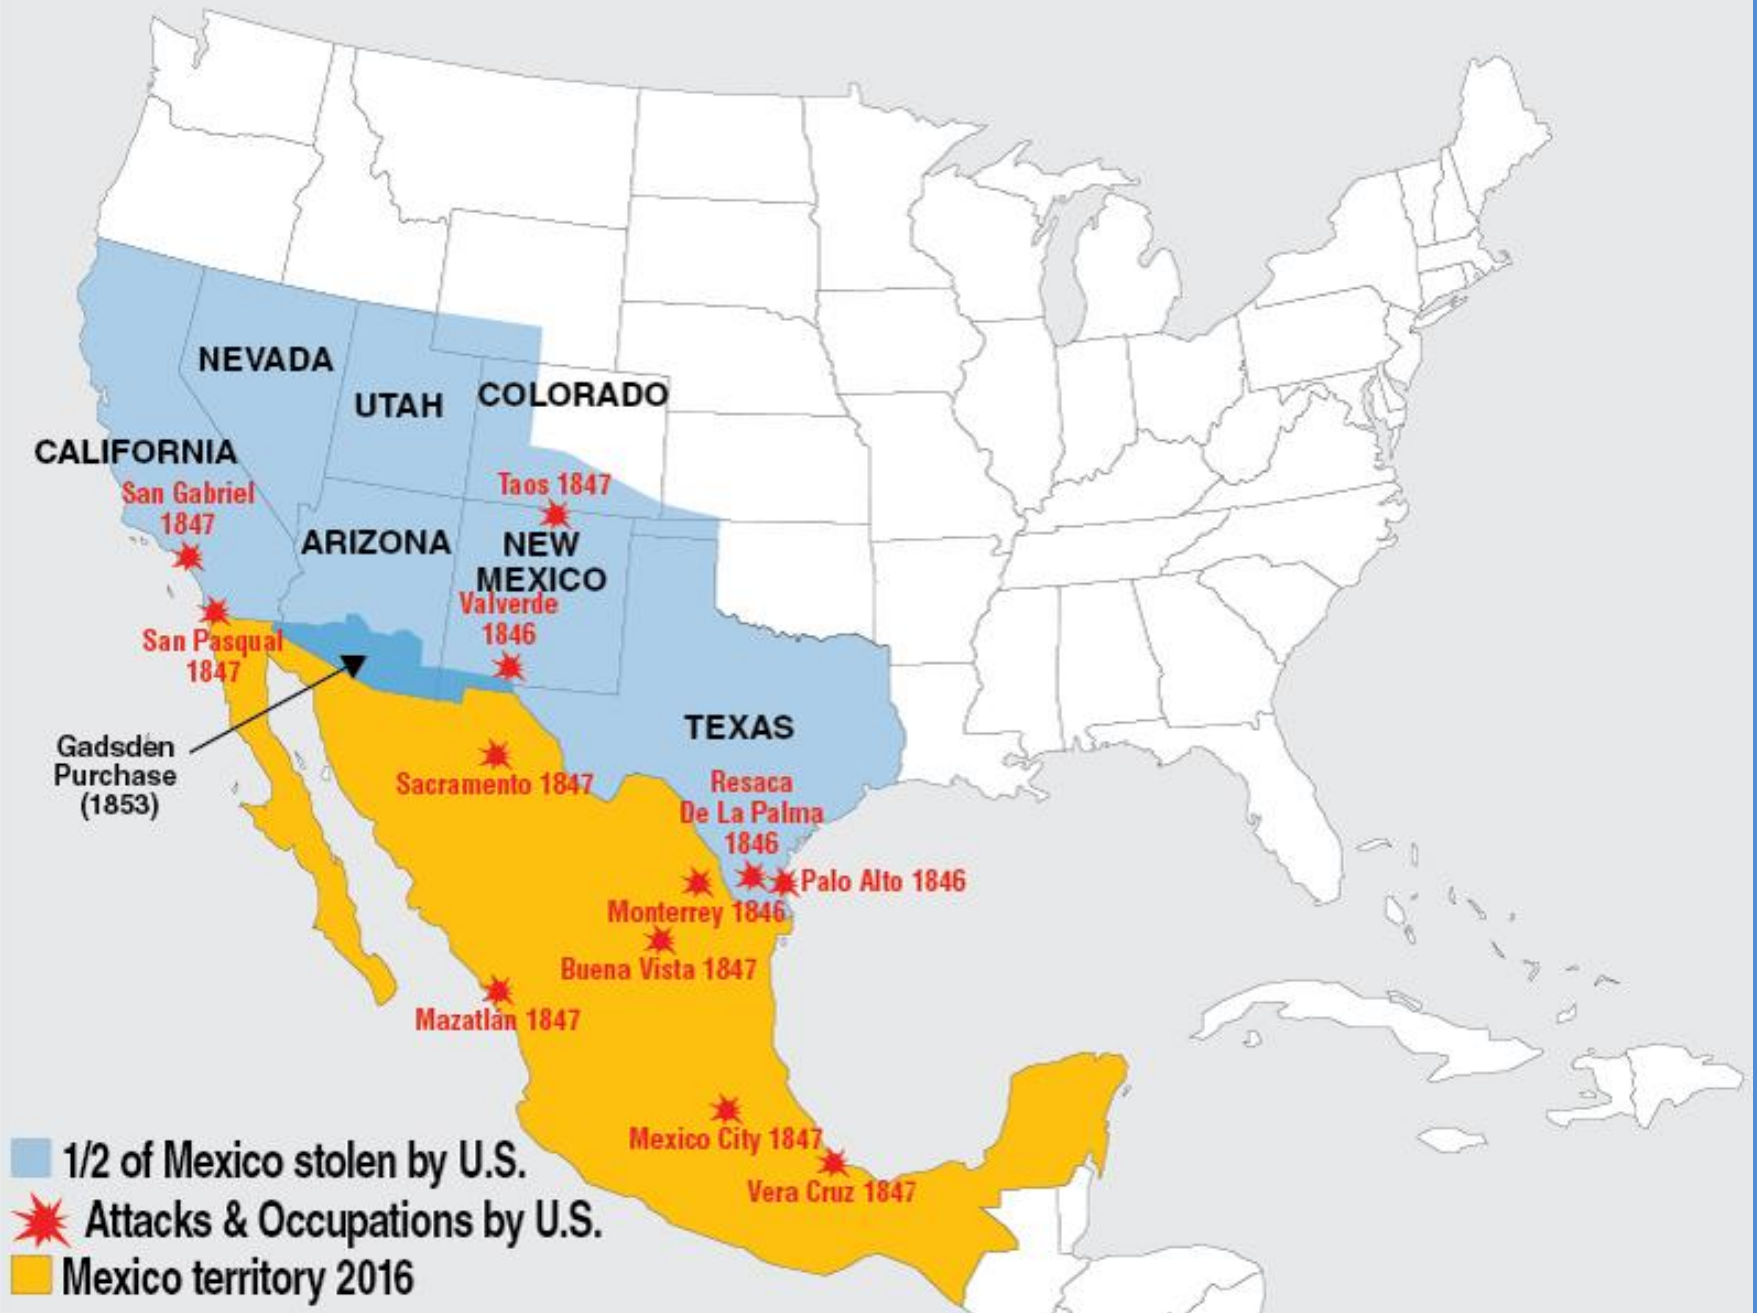 NEVADA
UTAH
COLORADO
CALIFORNIA
San Gabriel
1847
Taos 1847
ARIZONA
NEW
MEXICO
Valverde
1846
San Pasqual
1847
Gadsden
Purchase
(1853)
TEXAS
Sacramento 1847
Resaca
De La Palma
1846
Palo Alto 1846
Monterrey 1846
Buena Vista 1847
Mazatlán 1847
Mexico City 1847
Vera Cruz 1847
1/2 of Mexico stolen by U.S.
Attacks & Occupations by U.S.
Mexico territory 2016